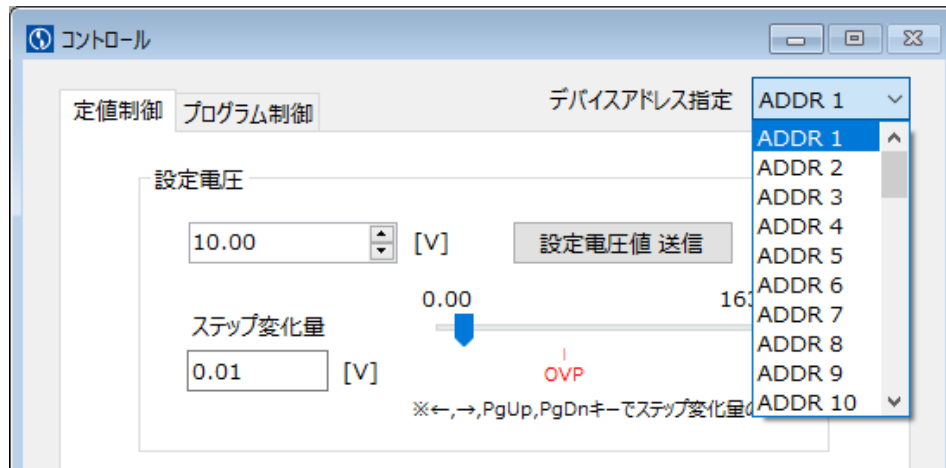 コントロール
定値制御 プログラム制御
デバイスアドレス指定 ADDR 1
ADDR 1
ADDR 2
ADDR 3
ADDR 4
ADDR 5
ADDR 6
ADDR 7
ADDR 8
ADDR 9
ADDR 10
設定電圧
10.00 [V] 設定電圧値 送信
0.00 163
ステップ変化量
0.01 [V]
OVP
※←,→,PgUp,PgDnキーでステップ変化量の